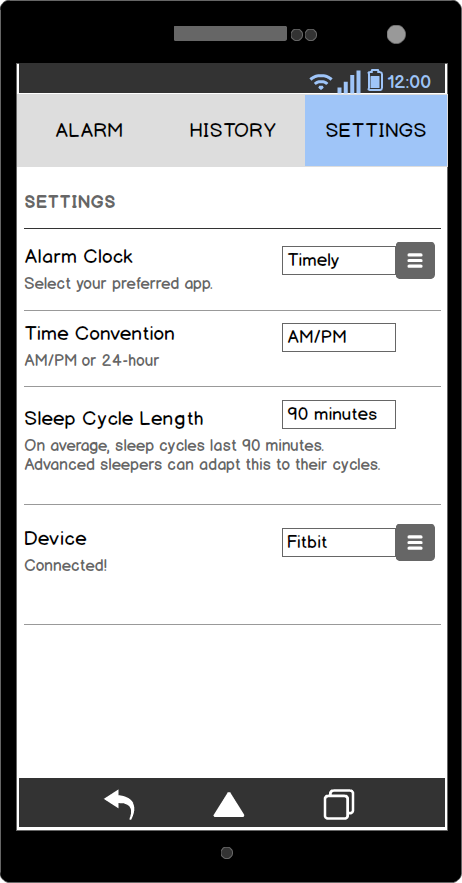 12:00
ALARM HISTORY SETTINGS
SETTINGS
Alarm Clock Timely
Select your preferred app.
Time Convention AM/PM
AM/PM or 24-hour
Sleep Cycle Length 90 minutes
On average, sleep cycles last 90 minutes.
Advanced sleepers can adapt this to their cycles.
Device Fitbit
Connected!